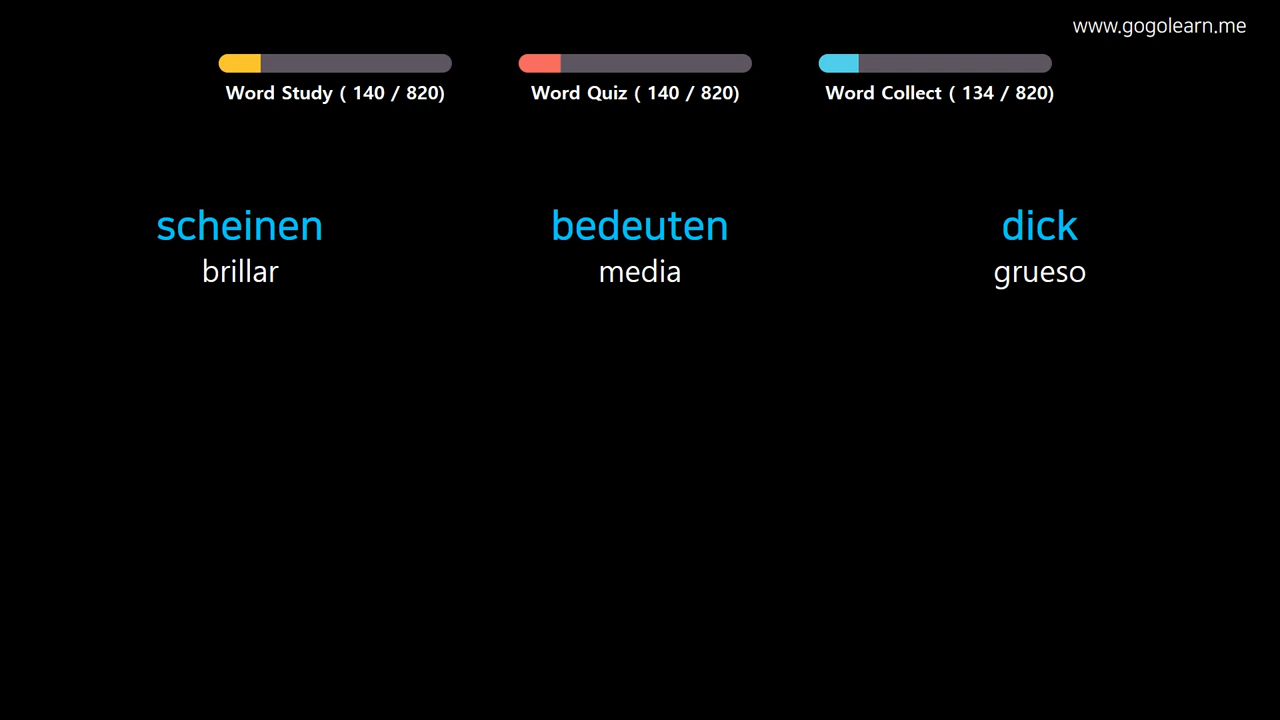 www.gogolearn.me
Word Study ( 140 / 820)
Word Quiz ( 140 / 820)
Word Collect ( 134 / 820)
scheinen
brillar
bedeuten
media
dick
grueso